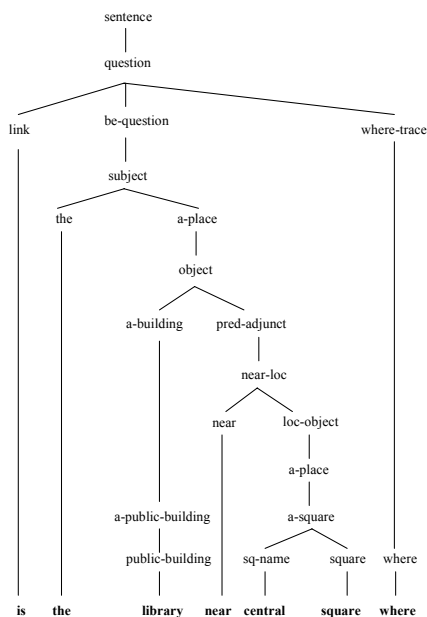 sentence
question
link be-question where-trace
subject
the a-place
object
a-building pred-adjunct
near-loc
near loc-object
a-place
a-public-building a-square
public-building sq-name square where
is the library near central square where